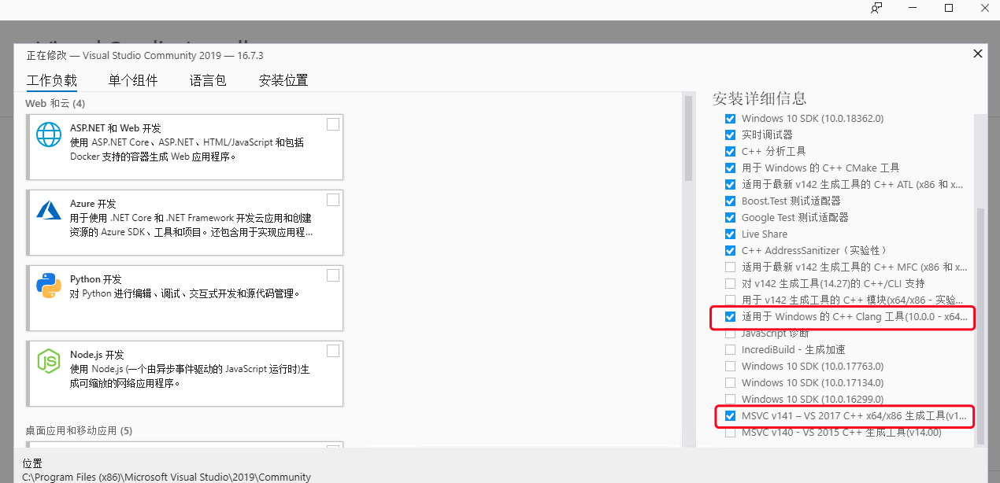 正在修改 — Visual Studio Community 2019 — 16.7.3
工作负载 单个组件 语言包 安装位置
Web 和云 (4)
ASP.NET 和 Web 开发
使用 ASP.NET Core、ASP.NET、HTML/JavaScript 和包括
Docker 支持的容器生成 Web 应用程序。
Azure 开发
用于使用 .NET Core 和 .NET Framework 开发云应用和创建
资源的 Azure SDK、工具和项目。还包含用于实现应用程...
Python 开发
对 Python 进行编辑、调试、交互式开发和源代码管理。
Node.js 开发
使用 Node.js (一个由异步事件驱动的 JavaScript 运行时)生
成可缩放的网络应用程序。
桌面应用和移动应用 (5)
安装详细信息
Windows 10 SDK (10.0.18362.0)
实时调试器
C++ 分析工具
用于 Windows 的 C++ CMake 工具
适用于最新 v142 生成工具的 C++ ATL (x86 和 x...
Boost.Test 测试适配器
Google Test 测试适配器
Live Share
C++ AddressSanitizer（实验性）
适用于最新 v142 生成工具的 C++ MFC (x86 和 x...
对 v142 生成工具(14.27)的 C++/CLI 支持
用于 v142 生成工具的 C++ 模块(x64/x86 - 实验...
适用于 Windows 的 C++ Clang 工具(10.0.0 - x64...
JavaScript 诊断
IncrediBuild - 生成加速
Windows 10 SDK (10.0.17763.0)
Windows 10 SDK (10.0.17134.0)
Windows 10 SDK (10.0.16299.0)
MSVC v141 – VS 2017 C++ x64/x86 生成工具(v1...
MSVC v140 - VS 2015 C++ 生成工具(v14.00)
位置
C:\Program Files (x86)\Microsoft Visual Studio\2019\Community